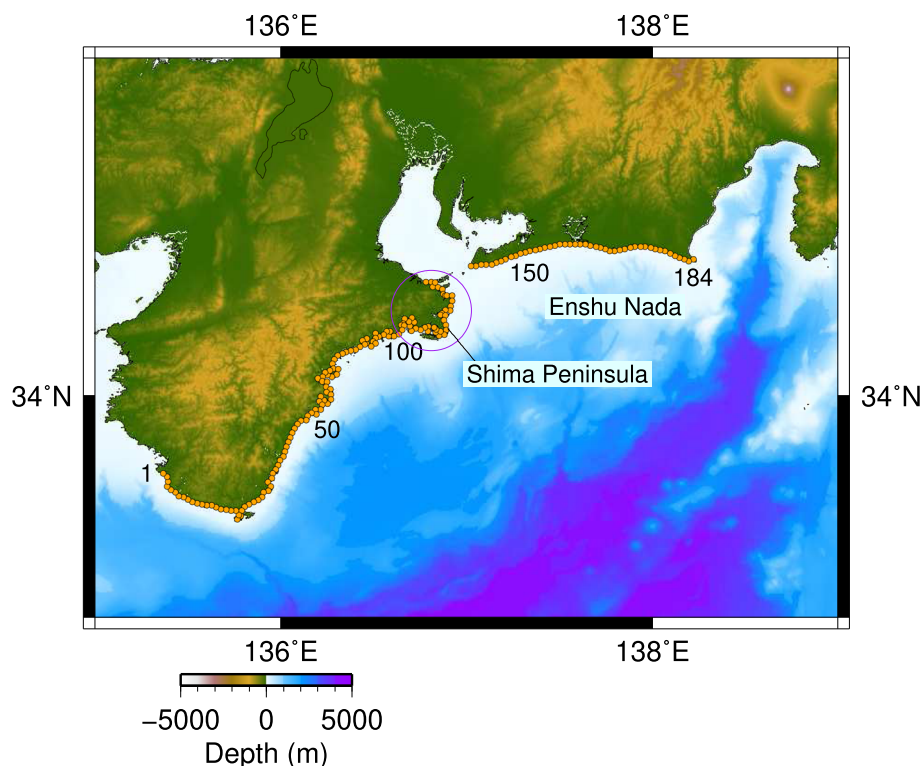 136˚E 138˚E
150
184
Enshu Nada
100
Shima Peninsula
34˚N 34˚N
50
1
136˚E 138˚E
−5000 0 5000
Depth (m)